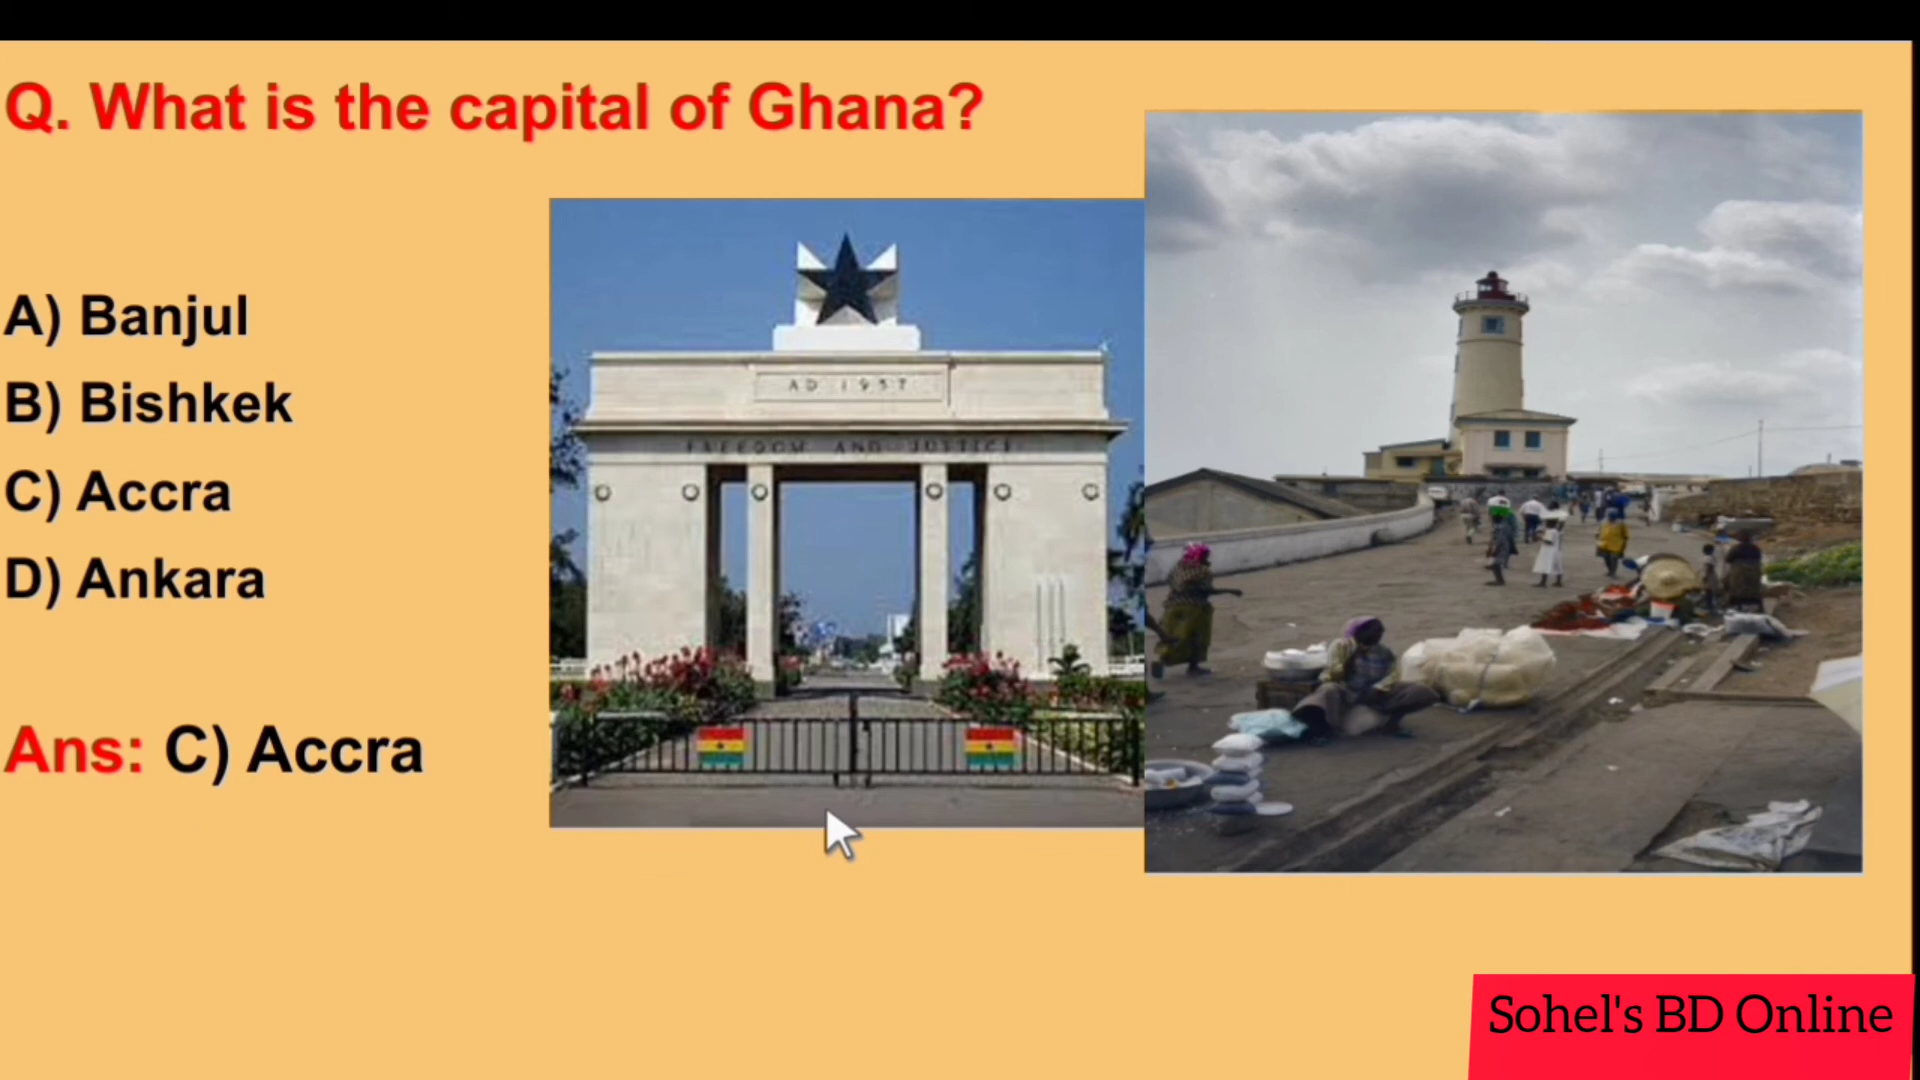 Q. What is the capital of Ghana?
A) Banjul
B) Bishkek
C) Accra
D) Ankara
Ans: C) Accra
AD 1957
FREEDOM AND JUSTICE
Sohel's BD Online